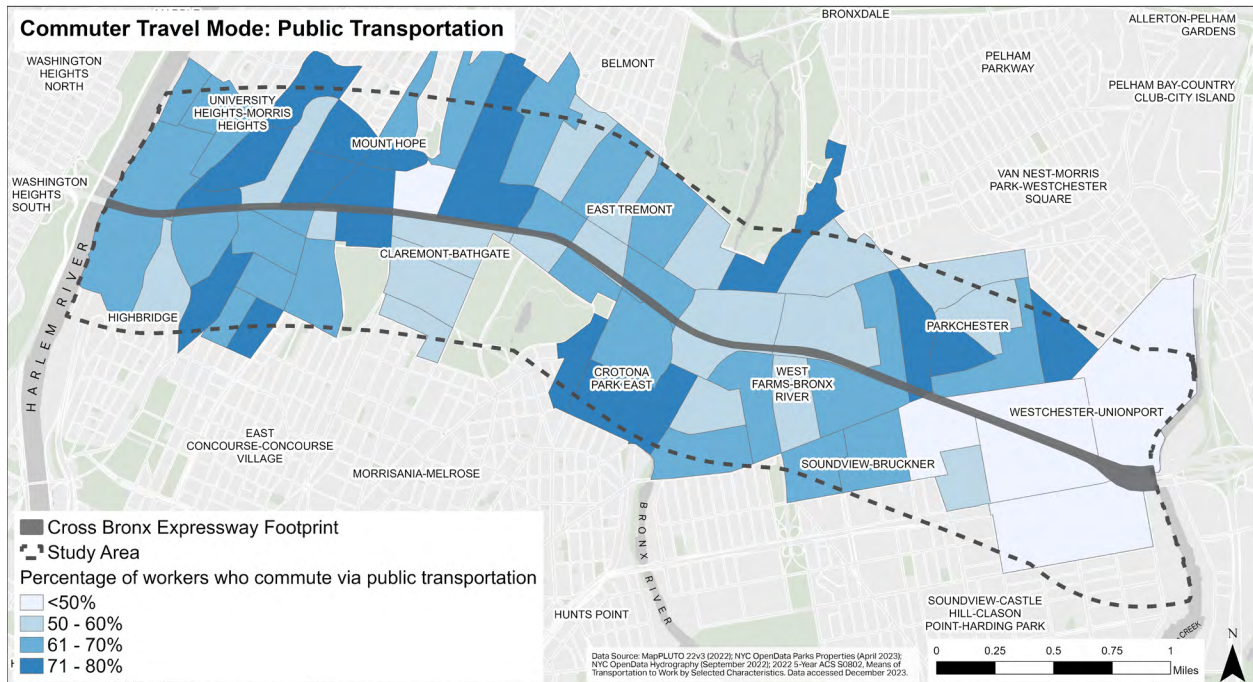 Commuter Travel Mode: Public Transportation
BRONXDALE
ALLERTON-PELHAM
GARDENS
WASHINGTON
HEIGHTS
NORTH
BELMONT
PELHAM
PARKWAY
PELHAM BAY-COUNTRY
CLUB-CITY ISLAND
UNIVERSITY
HEIGHTS-MORRIS
HEIGHTS
MOUNT HOPE
WASHINGTON
HEIGHTS
SOUTH
VAN NEST-MORRIS
PARK-WESTCHESTER
SQUARE
EAST TREMONT
CLAREMONT-BATHGATE
HARLEM RIVER
HIGHBRIDGE
PARKCHESTER
CROTONA
PARK EAST
WEST
FARMS-BRONX
RIVER
WESTCHESTER-UNIONPORT
EAST
CONCOURSE-CONCOURSE
VILLAGE
MORRISANIA-MELROSE
SOUNDVIEW-BRUCKNER
BRONX RIVER
HUNTS POINT
SOUNDVIEW-CASTLE
HILL-CLASON
POINT-HARDING PARK
CREEK
Cross Bronx Expressway Footprint
Study Area
Percentage of workers who commute via public transportation
<50%
50 - 60%
61 - 70%
71 - 80%
Data Source: MapPLUTO 22v3 (2022); NYC OpenData Parks Properties (April 2023);
NYC OpenData Hydrography (September 2022); 2022 5-Year ACS S0802, Means of
Transportation to Work by Selected Characteristics. Data accessed December 2023.
0 0.25 0.5 0.75 1
Miles
N